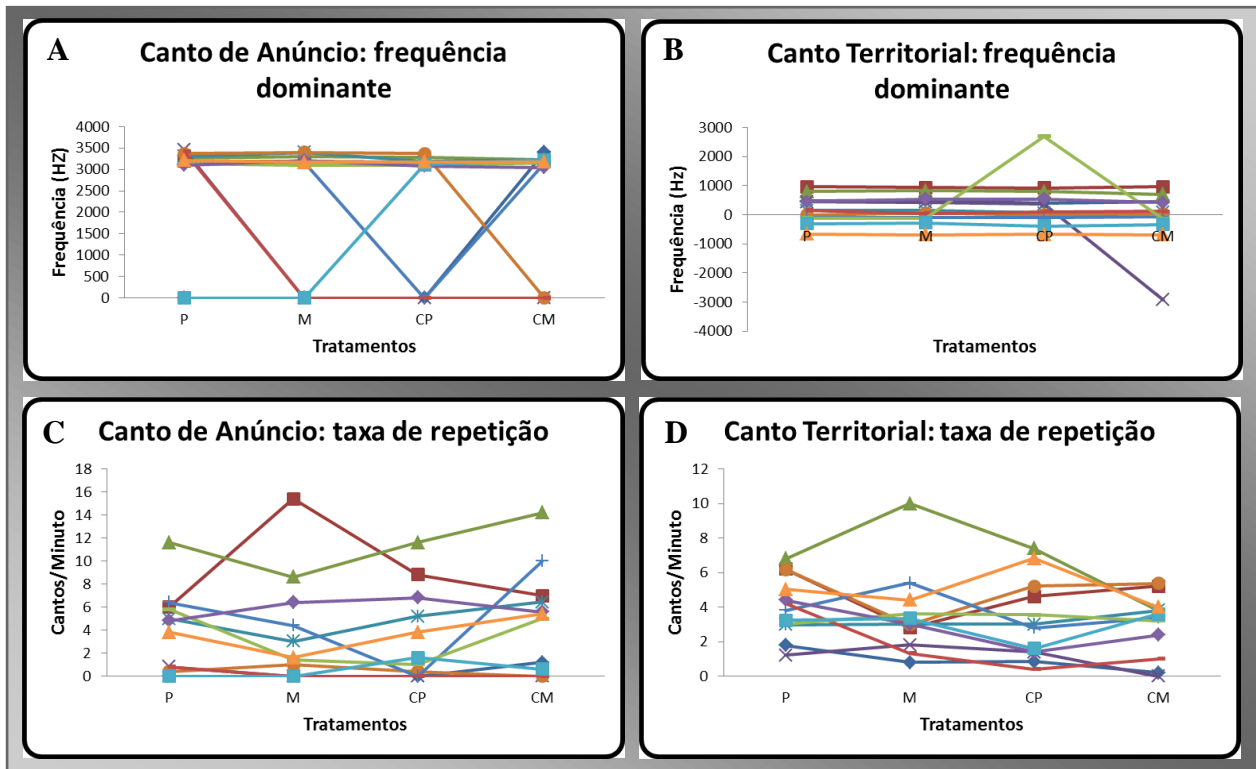 A
Canto de Anúncio: frequência
dominante
Frequência (HZ)
4000
3500
3000
2500
2000
1500
1000
500
0
P M CP CM
Tratamentos
B
Canto Territorial: frequência
dominante
Frequência (Hz)
3000
2000
1000
0
-1000
-2000
-3000
-4000
P M CP CM
Tratamentos
C
Canto de Anúncio: taxa de repetição
Cantos/Minuto
18
16
14
12
10
8
6
4
2
0
P M CP CM
Tratamentos
D
Canto Territorial: taxa de repetição
Cantos/Minuto
12
10
8
6
4
2
0
P M CP CM
Tratamentos